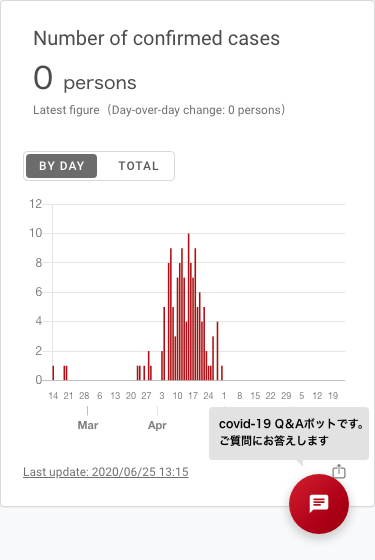 Number of confirmed cases
0 persons
Latest figure（Day-over-day change: 0 persons）
BY DAY TOTAL
12
10
8
6
4
2
0
14 21 28 6 13 20 27 3 10 17 24 1 8 15 22 29 5 12 19
Mar Apr
covid-19 Q&Aボットです。
ご質問にお答えします
Last update: 2020/06/25 13:15